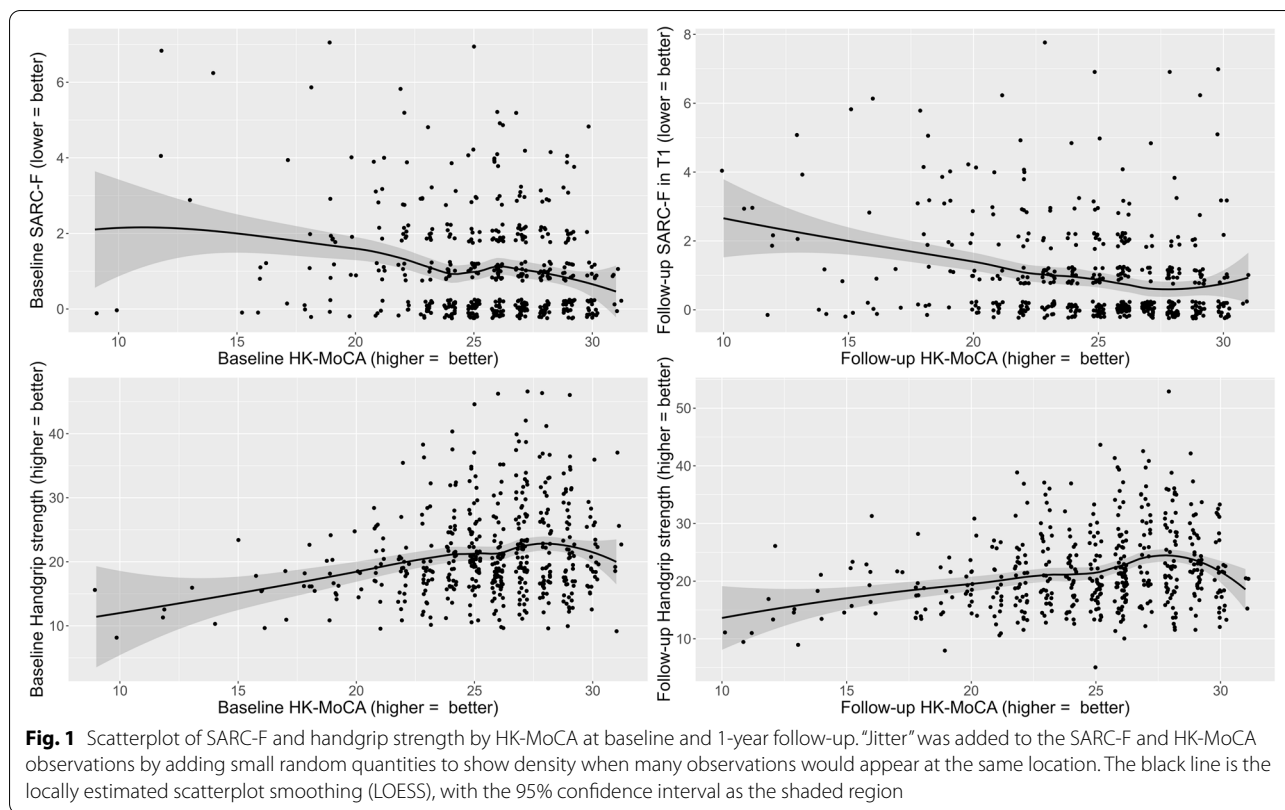 Baseline SARC-F (lower = better)
6
4
2
0
10 15 20 25 30
Baseline HK-MoCA (higher = better)
Follow-up SARC-F in T1 (lower = better)
8
6
4
2
0
10 15 20 25 30
Follow-up HK-MoCA (higher = better)
Baseline Handgrip strength (higher = better)
40
30
20
10
10 15 20 25 30
Baseline HK-MoCA (higher = better)
Follow-up Handgrip strength (higher = better)
50
40
30
20
10
10 15 20 25 30
Follow-up HK-MoCA (higher = better)
Fig. 1 Scatterplot of SARC-F and handgrip strength by HK-MoCA at baseline and 1-year follow-up. “Jitter” was added to the SARC-F and HK-MoCA
observations by adding small random quantities to show density when many observations would appear at the same location. The black line is the
locally estimated scatterplot smoothing (LOESS), with the 95% confidence interval as the shaded region